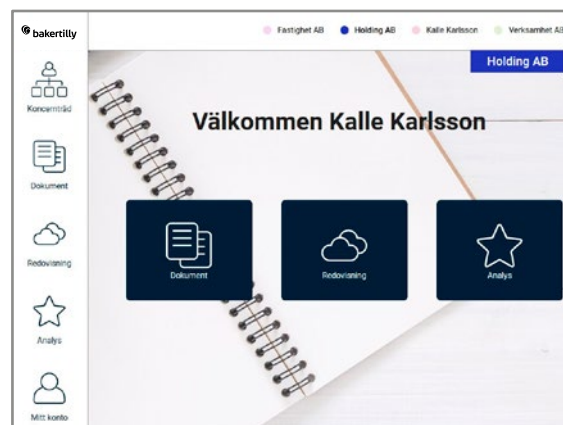 bakertilly
Fastighet AB
Holding AB
Kalle Karlsson
Verksamhet AB
Holding AB
Koncernträd
Välkommen Kalle Karlsson
Dokument
Redovisning
Analys
Mitt konto
Dokument
Redovisning
Analys